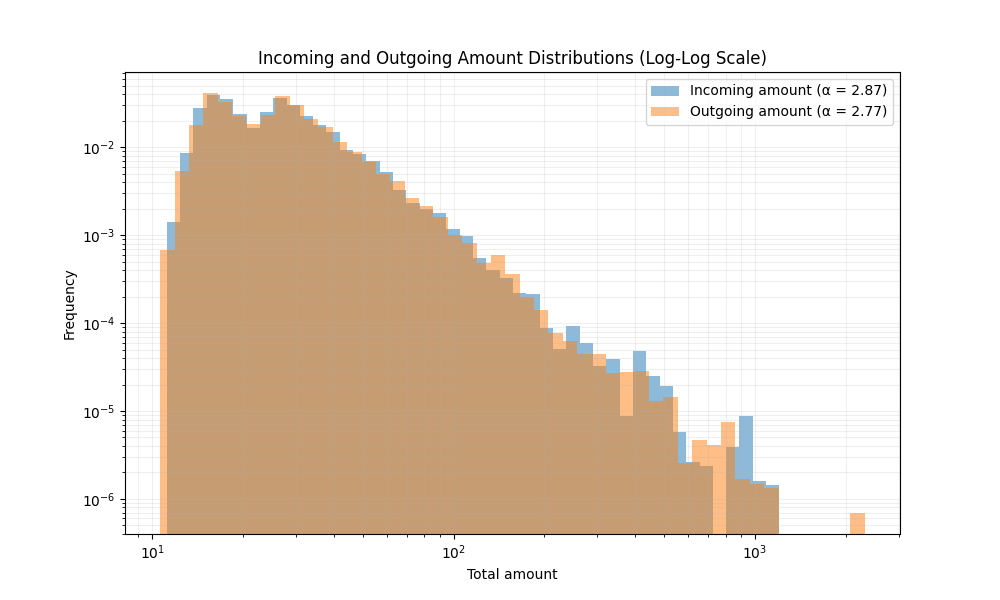 Incoming and Outgoing Amount Distributions (Log-Log Scale)
Incoming amount (α = 2.87)
Outgoing amount (α = 2.77)
Frequency
10⁻²
10⁻³
10⁻⁴
10⁻⁵
10⁻⁶
10¹ 10² 10³
Total amount